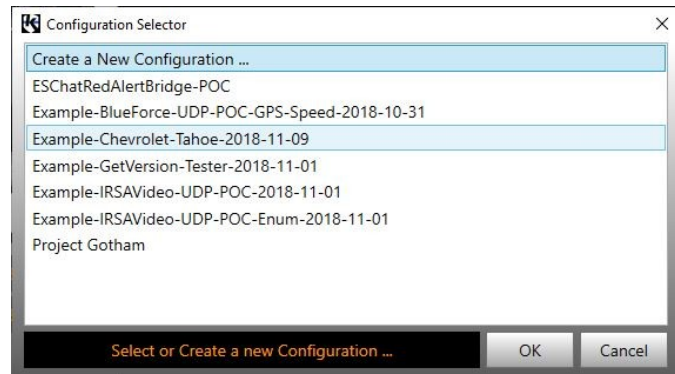 Configuration Selector
Create a New Configuration ...
ESChatRedAlertBridge-POC
Example-BlueForce-UDP-POC-GPS-Speed-2018-10-31
Example-Chevrolet-Tahoe-2018-11-09
Example-GetVersion-Tester-2018-11-01
Example-IRSAVideo-UDP-POC-2018-11-01
Example-IRSAVideo-UDP-POC-Enum-2018-11-01
Project Gotham
Select or Create a new Configuration ... OK Cancel